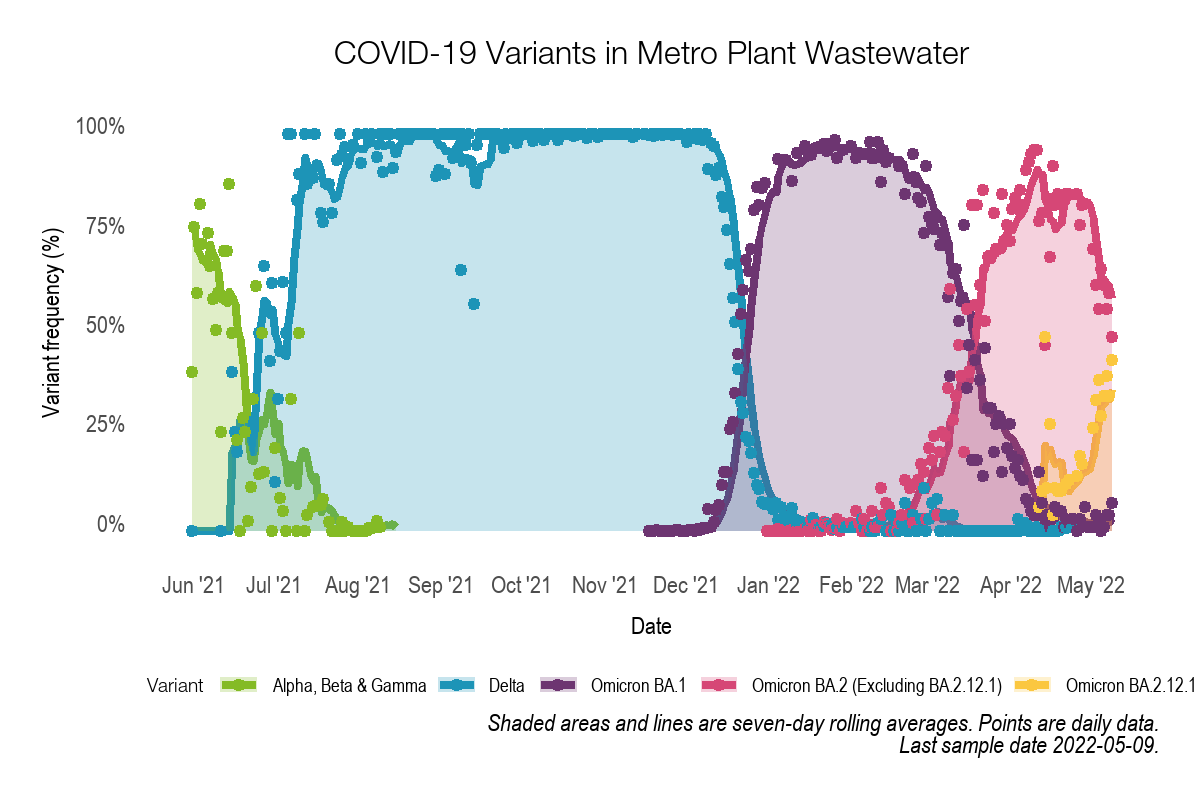 COVID-19 Variants in Metro Plant Wastewater
100%
75%
50%
25%
0%
Variant frequency (%)
Jun '21 Jul '21 Aug '21 Sep '21 Oct '21 Nov '21 Dec '21 Jan '22 Feb '22 Mar '22 Apr '22 May '22
Date
Variant Alpha, Beta & Gamma Delta Omicron BA.1 Omicron BA.2 (Excluding BA.2.12.1) Omicron BA.2.12.1
Shaded areas and lines are seven-day rolling averages. Points are daily data.
Last sample date 2022-05-09.